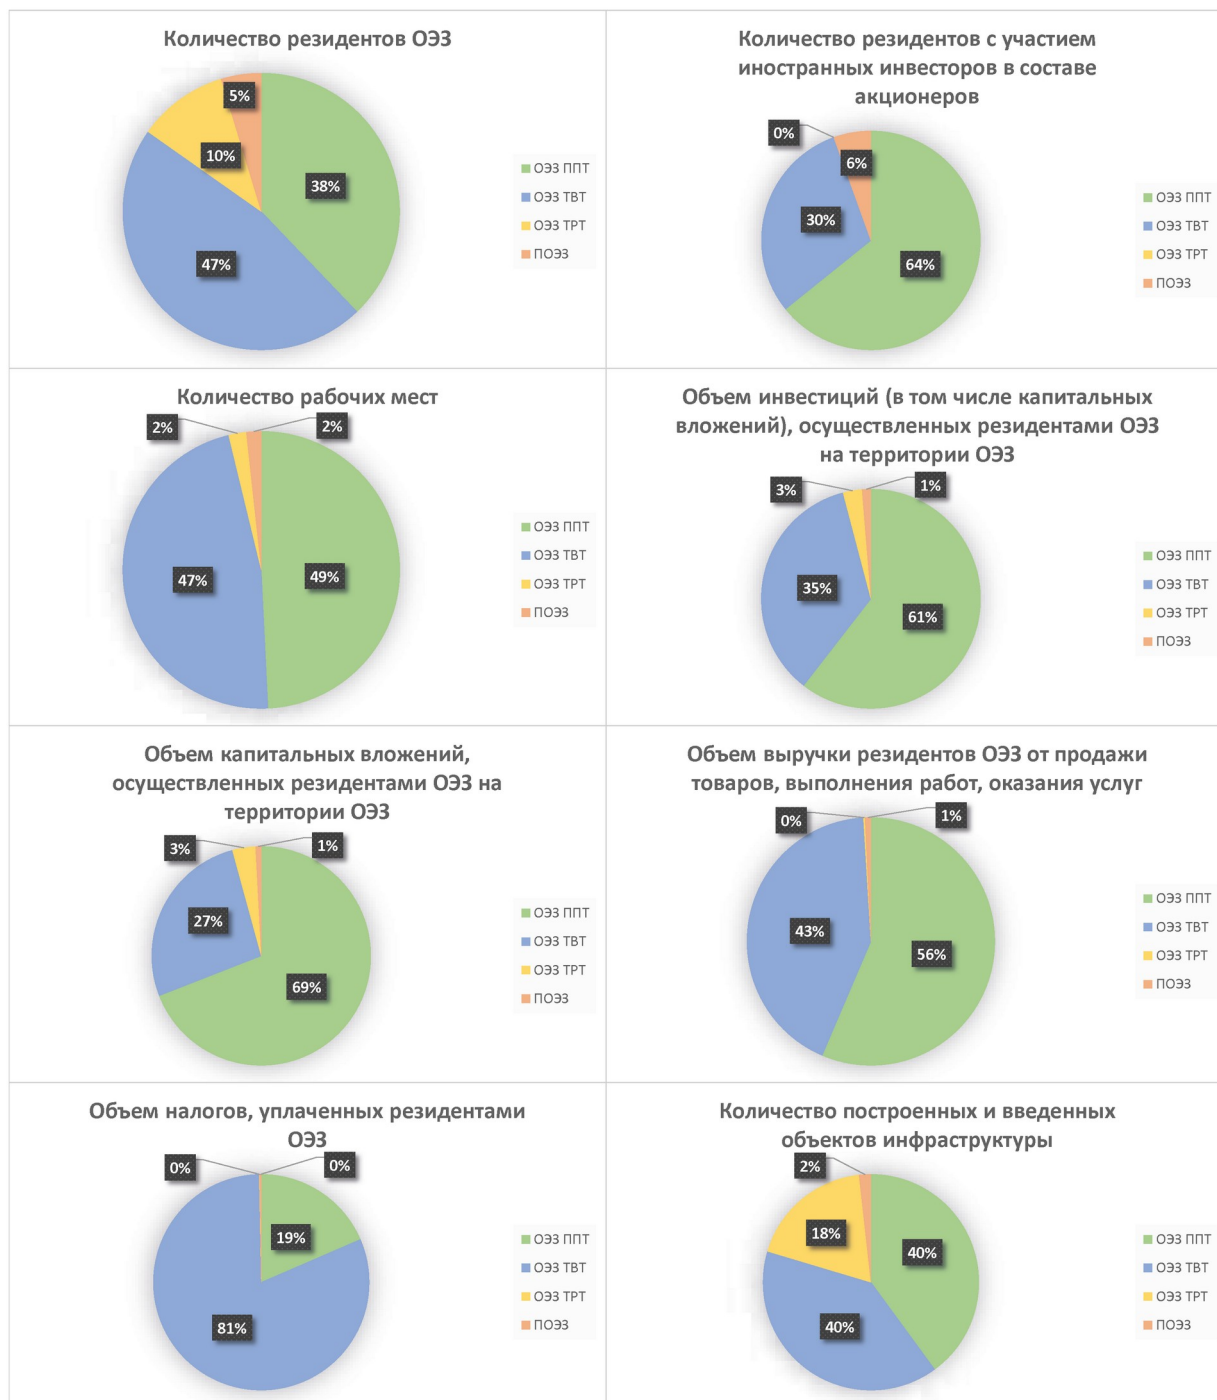 Количество резидентов ОЭЗ
5%
10%
38%
47%
ОЭЗ ППТ
ОЭЗ ТВТ
ОЭЗ ТРТ
ПОЭЗ
Количество резидентов с участием
иностранных инвесторов в составе
акционеров
0%
6%
30%
64%
ОЭЗ ППТ
ОЭЗ ТВТ
ОЭЗ ТРТ
ПОЭЗ
Количество рабочих мест
2%
2%
47%
49%
ОЭЗ ППТ
ОЭЗ ТВТ
ОЭЗ ТРТ
ПОЭЗ
Объем инвестиций (в том числе капитальных
вложений), осуществленных резидентами ОЭЗ
на территории ОЭЗ
3%
1%
35%
61%
ОЭЗ ППТ
ОЭЗ ТВТ
ОЭЗ ТРТ
ПОЭЗ
Объем капитальных вложений,
осуществленных резидентами ОЭЗ на
территории ОЭЗ
3%
1%
27%
69%
ОЭЗ ППТ
ОЭЗ ТВТ
ОЭЗ ТРТ
ПОЭЗ
Объем выручки резидентов ОЭЗ от продажи
товаров, выполнения работ, оказания услуг
0%
1%
43%
56%
ОЭЗ ППТ
ОЭЗ ТВТ
ОЭЗ ТРТ
ПОЭЗ
Объем налогов, уплаченных резидентами
ОЭЗ
0%
0%
19%
81%
ОЭЗ ППТ
ОЭЗ ТВТ
ОЭЗ ТРТ
ПОЭЗ
Количество построенных и введенных
объектов инфраструктуры
2%
18%
40%
40%
ОЭЗ ППТ
ОЭЗ ТВТ
ОЭЗ ТРТ
ПОЭЗ